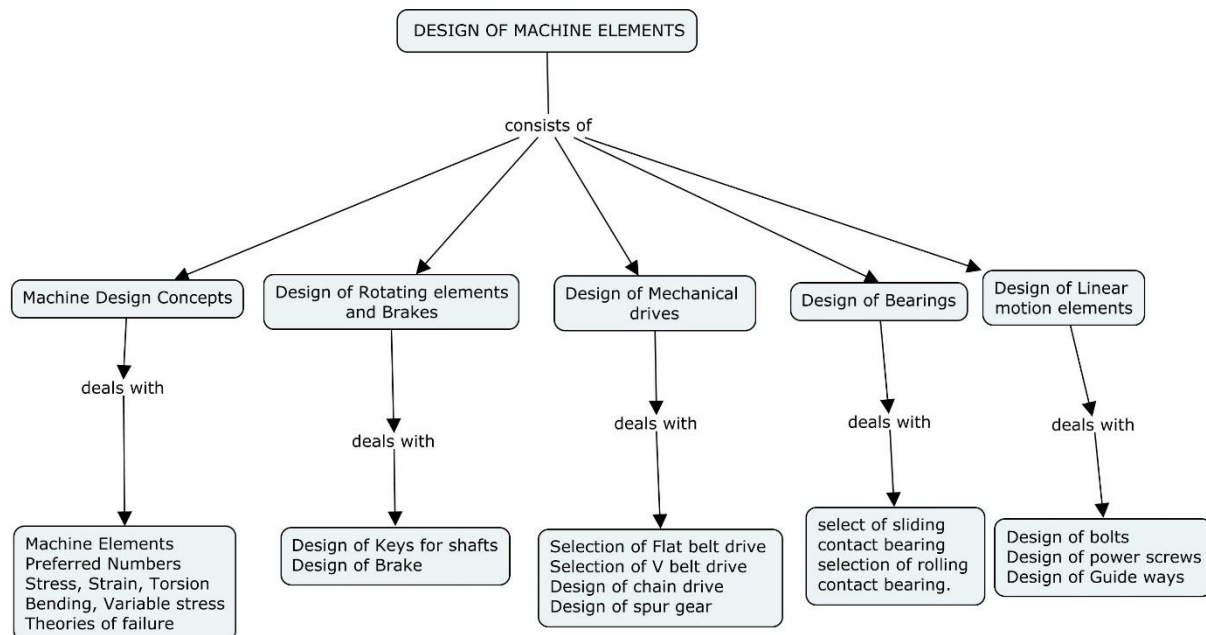 DESIGN OF MACHINE ELEMENTS
consists of
Machine Design Concepts
Design of Rotating elements
and Brakes
Design of Mechanical
drives
Design of Bearings
Design of Linear
motion elements
deals with
deals with
deals with
deals with
deals with
Machine Elements
Preferred Numbers
Stress, Strain, Torsion
Bending, Variable stress
Theories of failure
Design of Keys for shafts
Design of Brake
Selection of Flat belt drive
Selection of V belt drive
Design of chain drive
Design of spur gear
select of sliding
contact bearing
selection of rolling
contact bearing.
Design of bolts
Design of power screws
Design of Guide ways